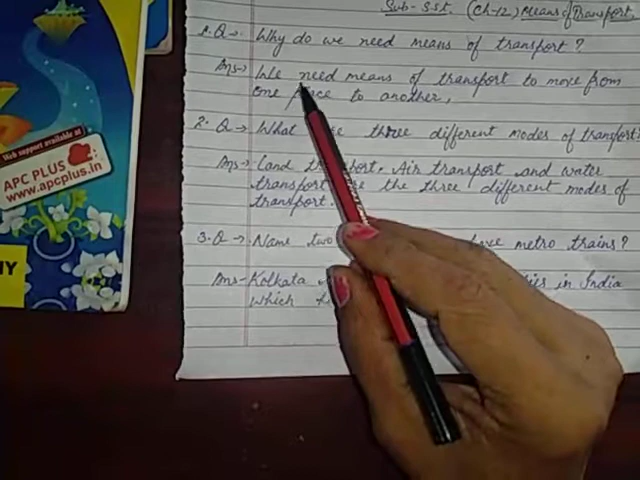 Sub- S.St. (Ch-12) Means of Transport.
1.Q → Why do we need means of transport?
Ans → We need means of transport to move from
one place to another.
2.Q → What three different modes of transport?
Ans → Land transport, Air transport and water
transport the three different modes of
transport.
3.Q → Name two have metro trains?
Ans- Kolkata in India
which
Web support available at
APC PLUS
www.apcplus.in